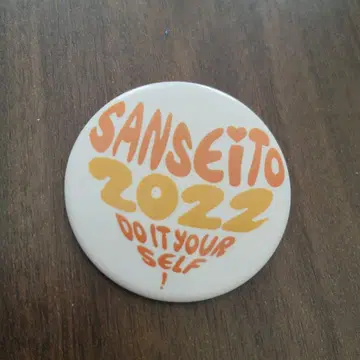 SANSEiTO
2022
DO IT YOUR
SELF
!